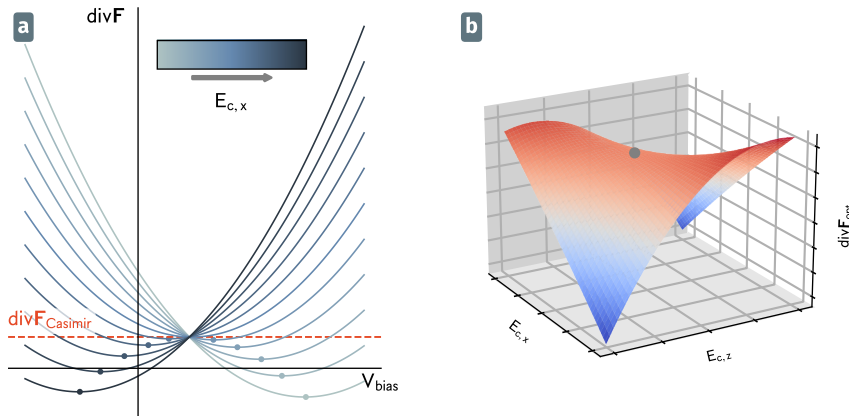 a
divF
E_c,x
divF_Casimir
V_bias
b
E_c,x
E_c,z
divF_opt